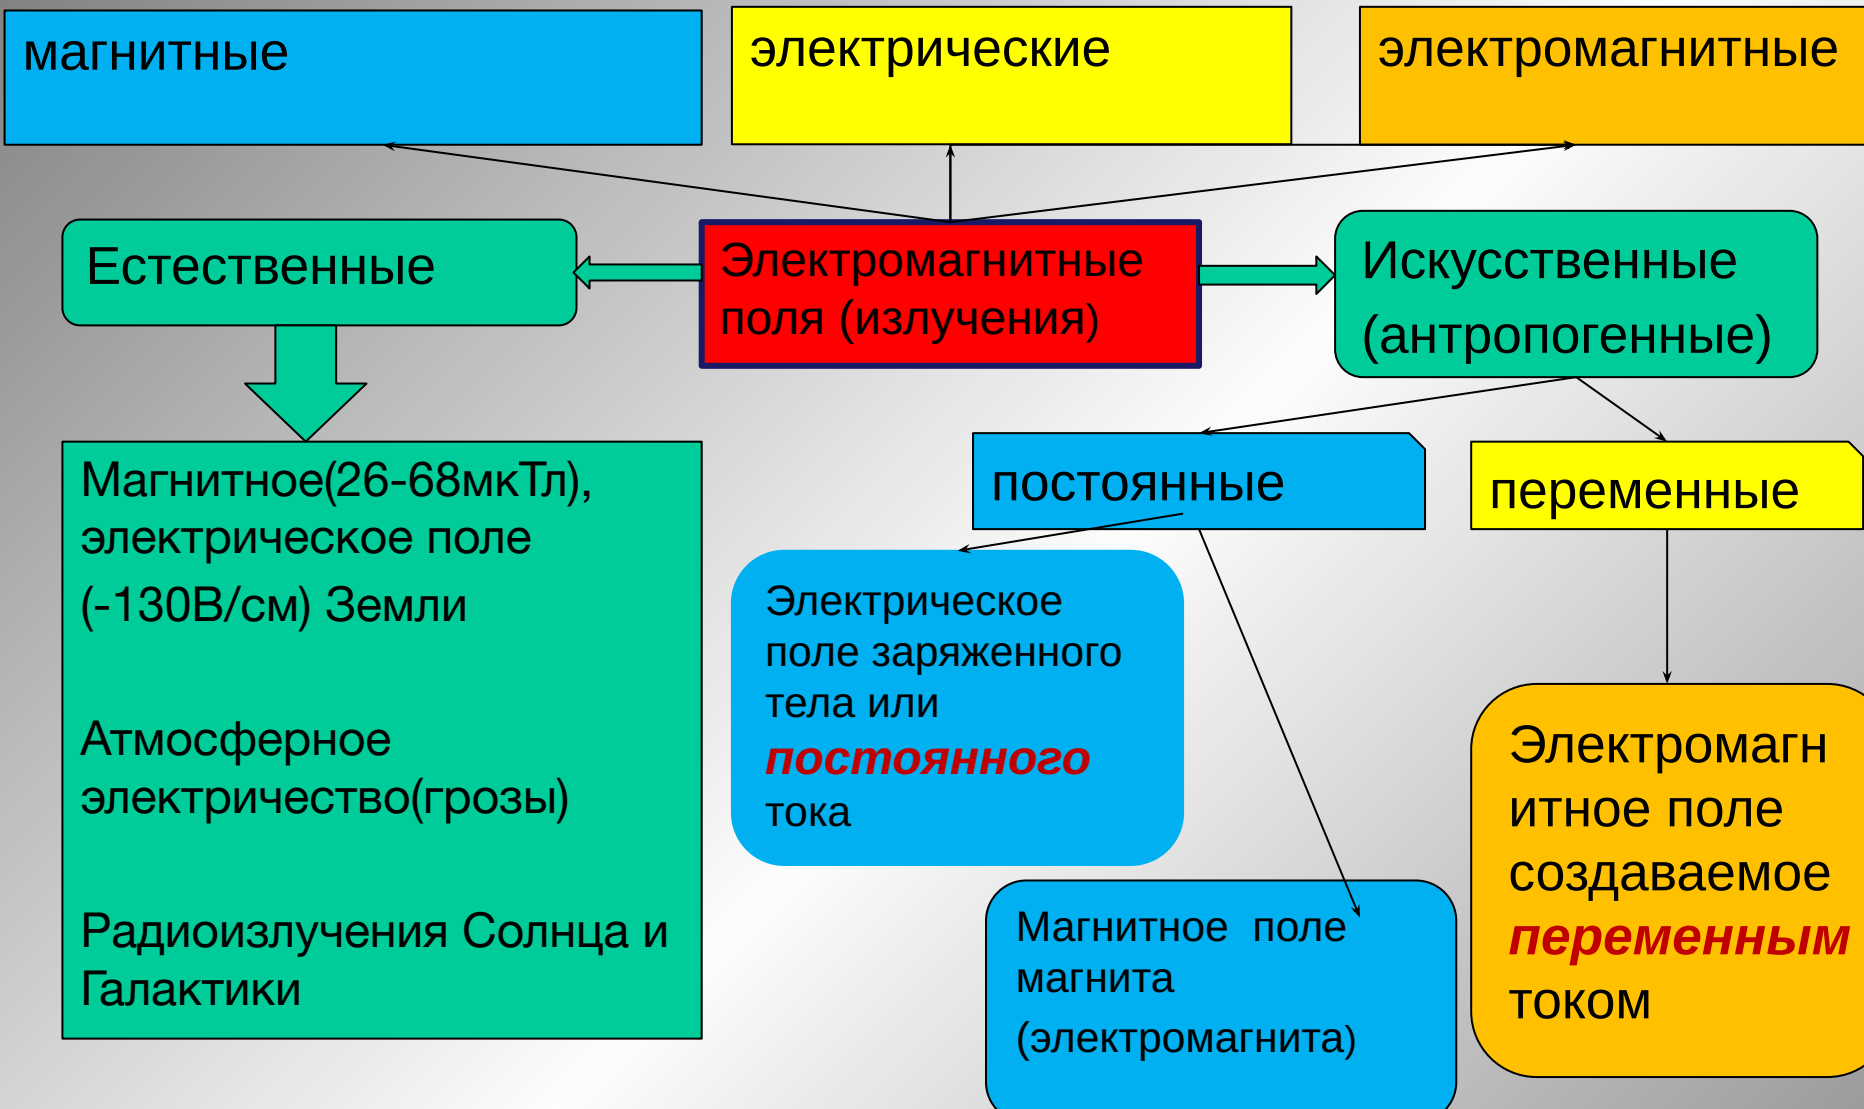 магнитные
электрические
электромагнитные
Естественные
Электромагнитные
поля (излучения)
Искусственные
(антропогенные)
Магнитное(26-68мкТл),
электрическое поле
(-130В/см) Земли
Атмосферное
электричество(грозы)
Радиоизлучения Солнца и
Галактики
постоянные
переменные
Электрическое
поле заряженного
тела или
постоянного
тока
Магнитное поле
магнита
(электромагнита)
Электромагн
итное поле
создаваемое
переменным
током